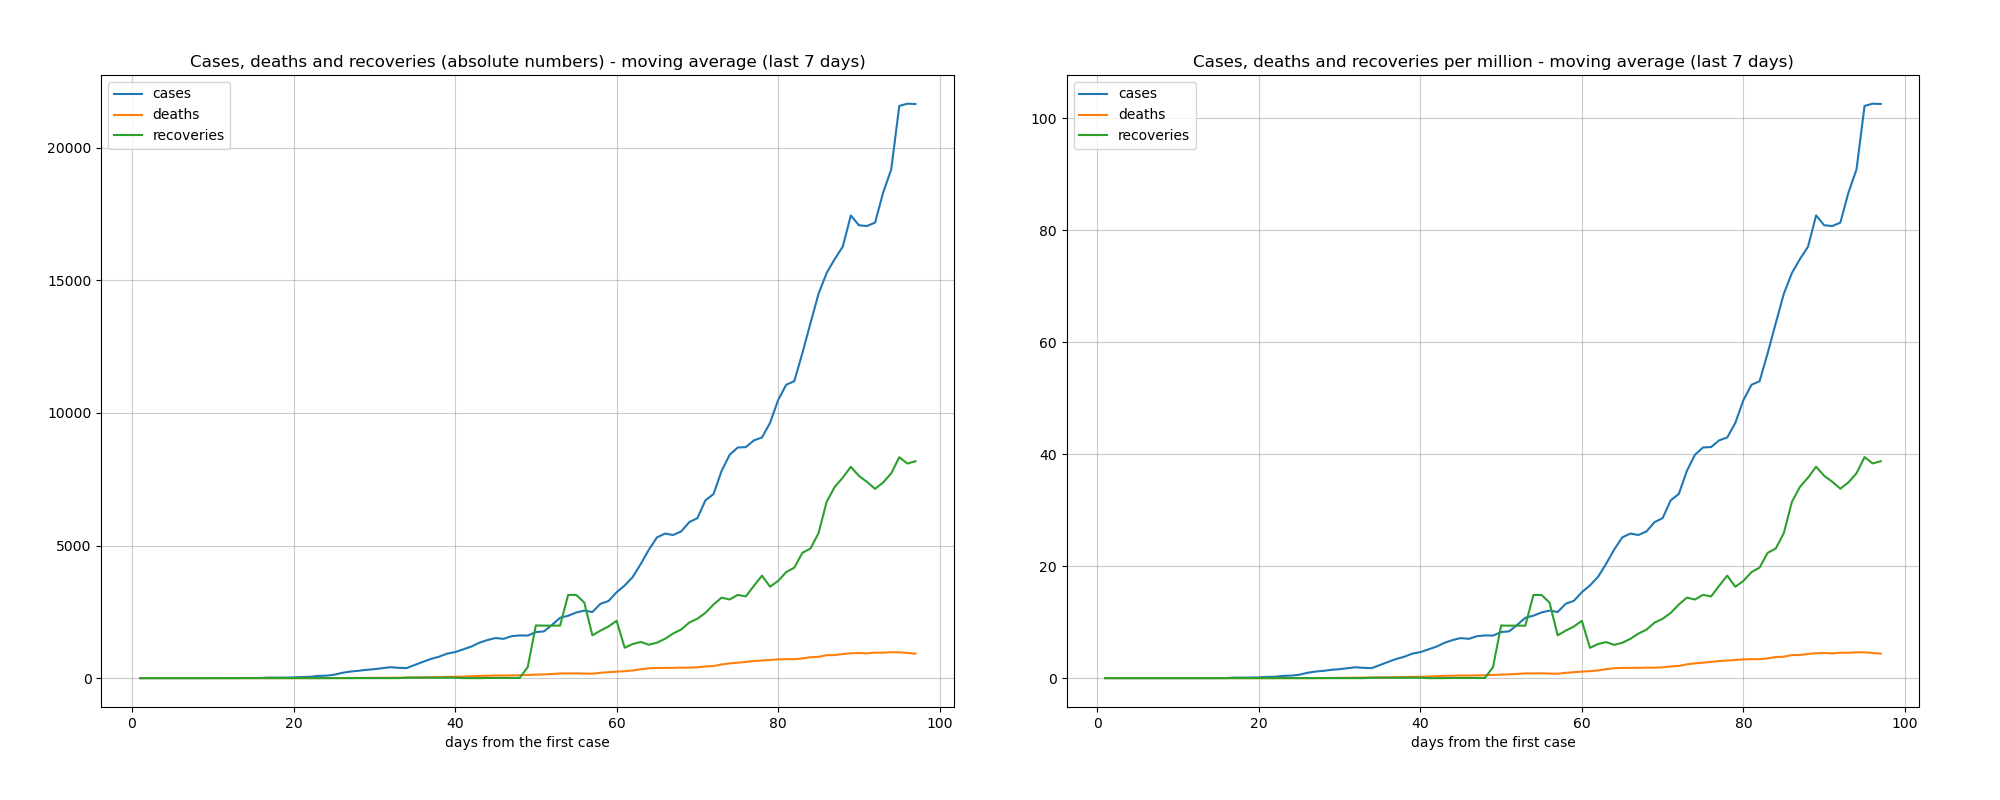 Cases, deaths and recoveries (absolute numbers) - moving average (last 7 days)
cases
deaths
recoveries
20000
15000
10000
5000
0
0 20 40 60 80 100
days from the first case
Cases, deaths and recoveries per million - moving average (last 7 days)
cases
deaths
recoveries
100
80
60
40
20
0
0 20 40 60 80 100
days from the first case